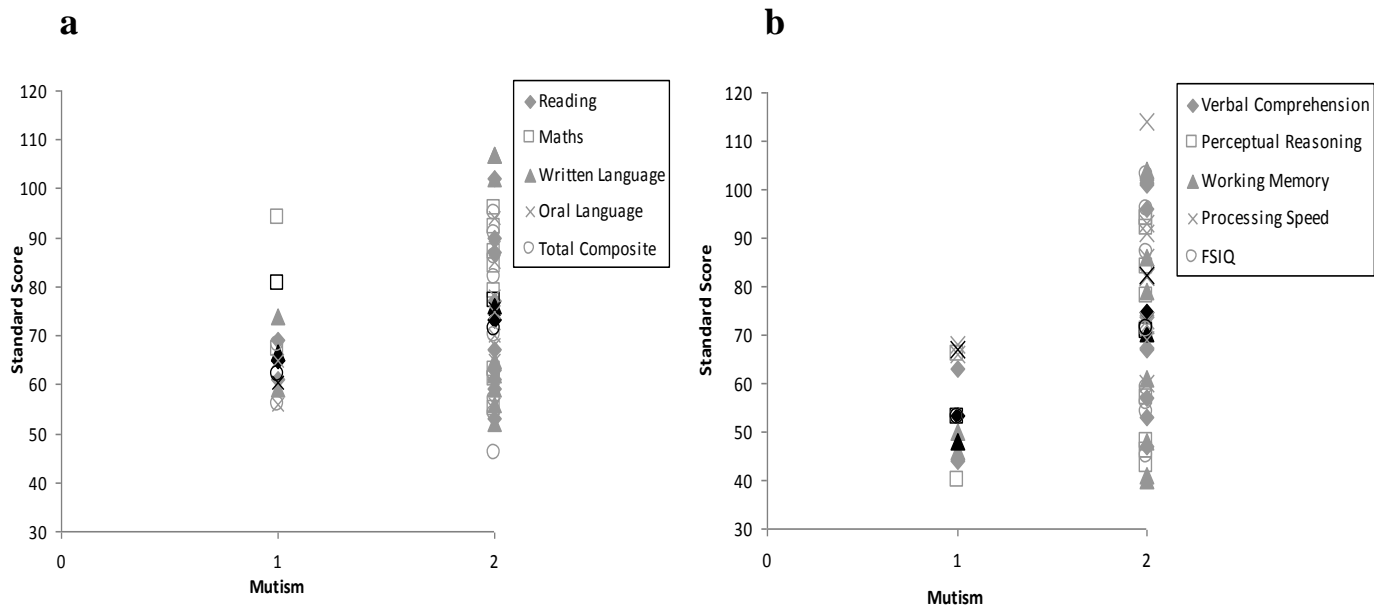 a
Standard Score
120
110
100
90
80
70
60
50
40
30
0
1
2
Mutism
Reading
Maths
Written Language
Oral Language
Total Composite
b
Standard Score
120
110
100
90
80
70
60
50
40
30
0
1
2
Mutism
Verbal Comprehension
Perceptual Reasoning
Working Memory
Processing Speed
FSIQ